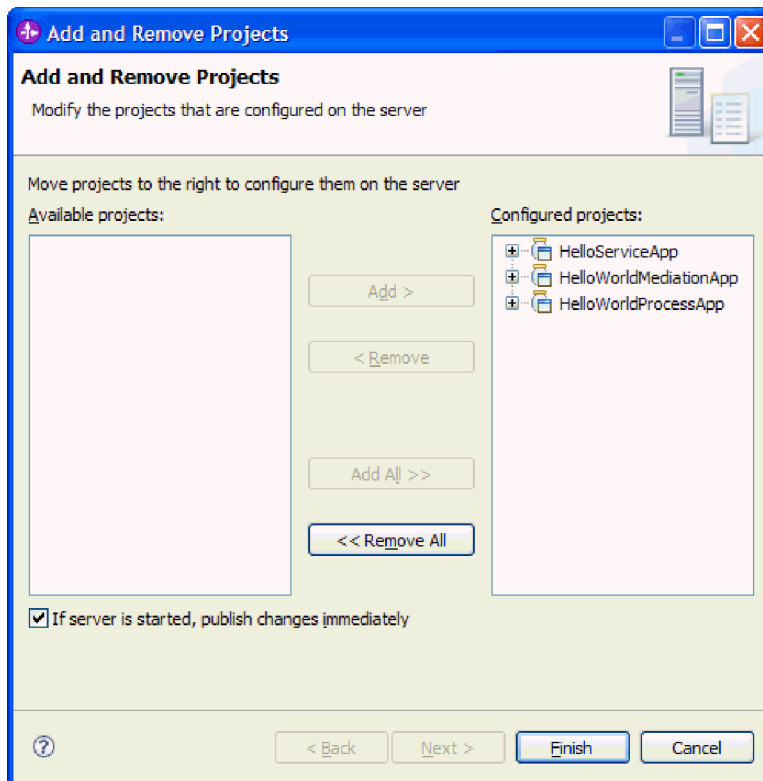 Add and Remove Projects
Add and Remove Projects
Modify the projects that are configured on the server
Move projects to the right to configure them on the server
Available projects:
Configured projects:
HelloServiceApp
HelloWorldMediationApp
HelloWorldProcessApp
Add >
< Remove
Add All >>
<< Remove All
If server is started, publish changes immediately
?
< Back
Next >
Finish
Cancel